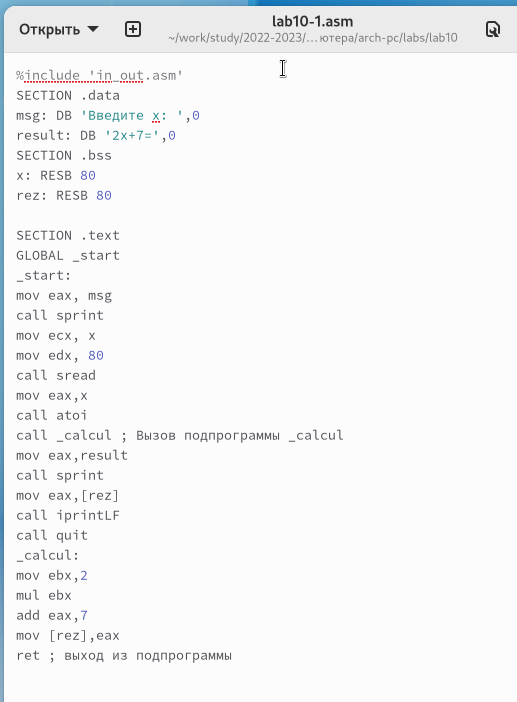 Открыть
lab10-1.asm
~/work/study/2022-2023/... ютера/arch-pc/labs/lab10
%include 'in_out.asm'
SECTION .data
msg: DB 'Введите x: ',0
result: DB '2x+7=',0
SECTION .bss
x: RESB 80
rez: RESB 80
SECTION .text
GLOBAL _start
_start:
mov eax, msg
call sprint
mov ecx, x
mov edx, 80
call sread
mov eax,x
call atoi
call _calcul ; Вызов подпрограммы _calcul
mov eax,result
call sprint
mov eax,[rez]
call iprintLF
call quit
_calcul:
mov ebx,2
mul ebx
add eax,7
mov [rez],eax
ret ; выход из подпрограммы